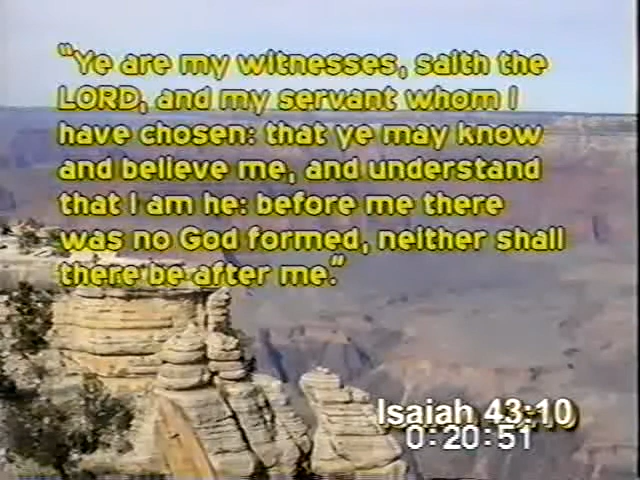 "Ye are my witnesses, saith the
LORD, and my servant whom I
have chosen: that ye may know
and believe me, and understand
that I am he: before me there
was no God formed, neither shall
there be after me."
Isaiah 43:10
0:20:51